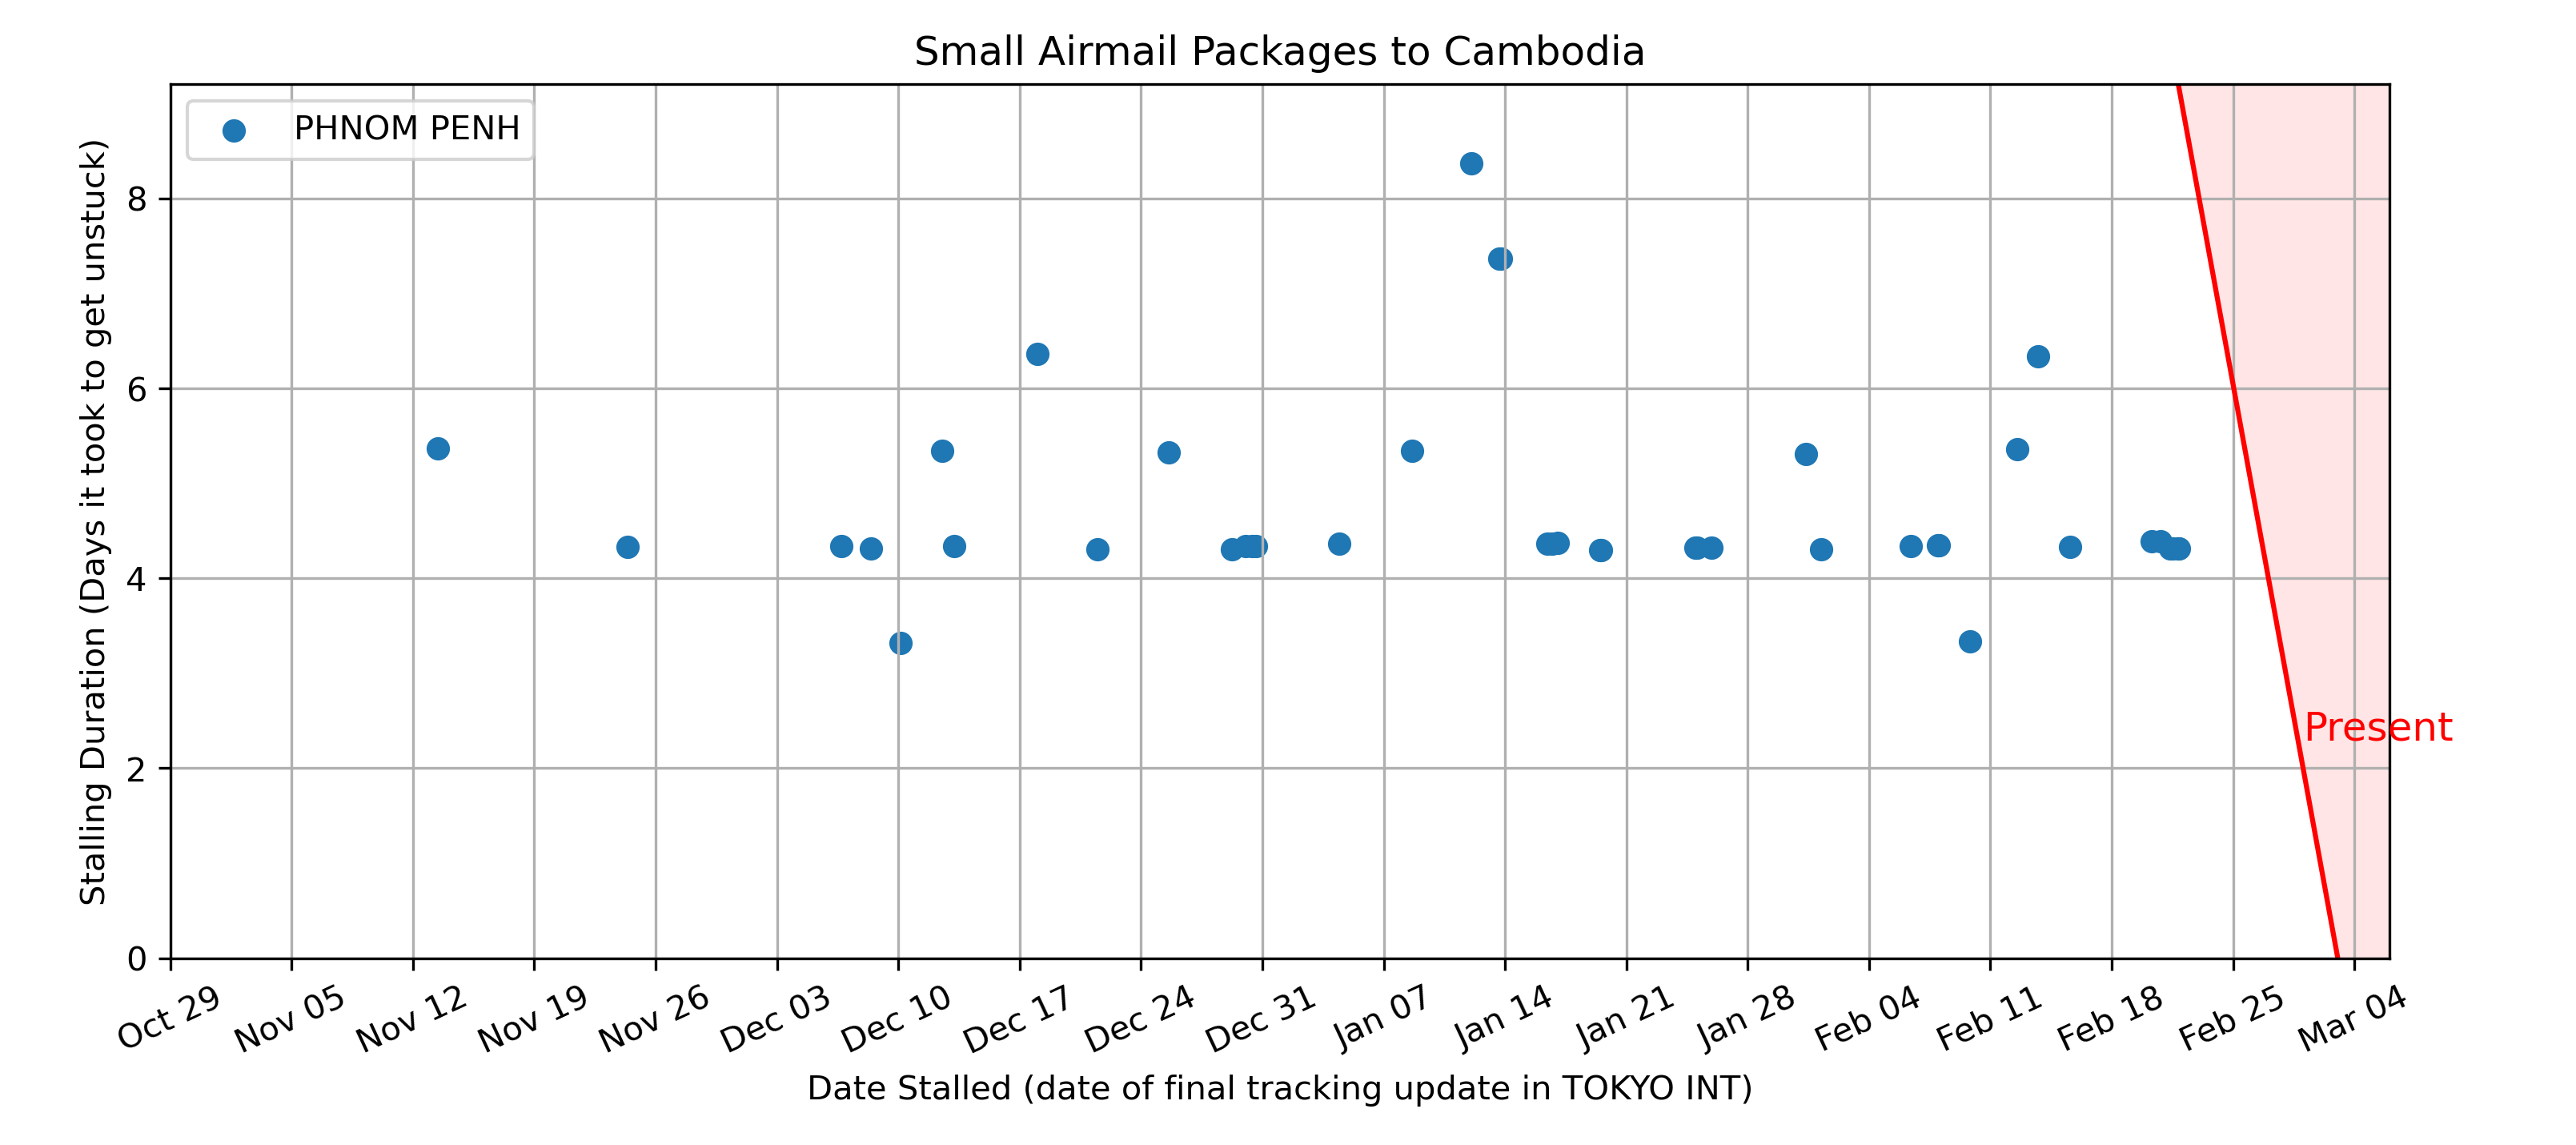 Small Airmail Packages to Cambodia
PHNOM PENH
Stalling Duration (Days it took to get unstuck)
8
6
4
2
0
Present
Oct 29 Nov 05 Nov 12 Nov 19 Nov 26 Dec 03 Dec 10 Dec 17 Dec 24 Dec 31 Jan 07 Jan 14 Jan 21 Jan 28 Feb 04 Feb 11 Feb 18 Feb 25 Mar 04
Date Stalled (date of final tracking update in TOKYO INT)